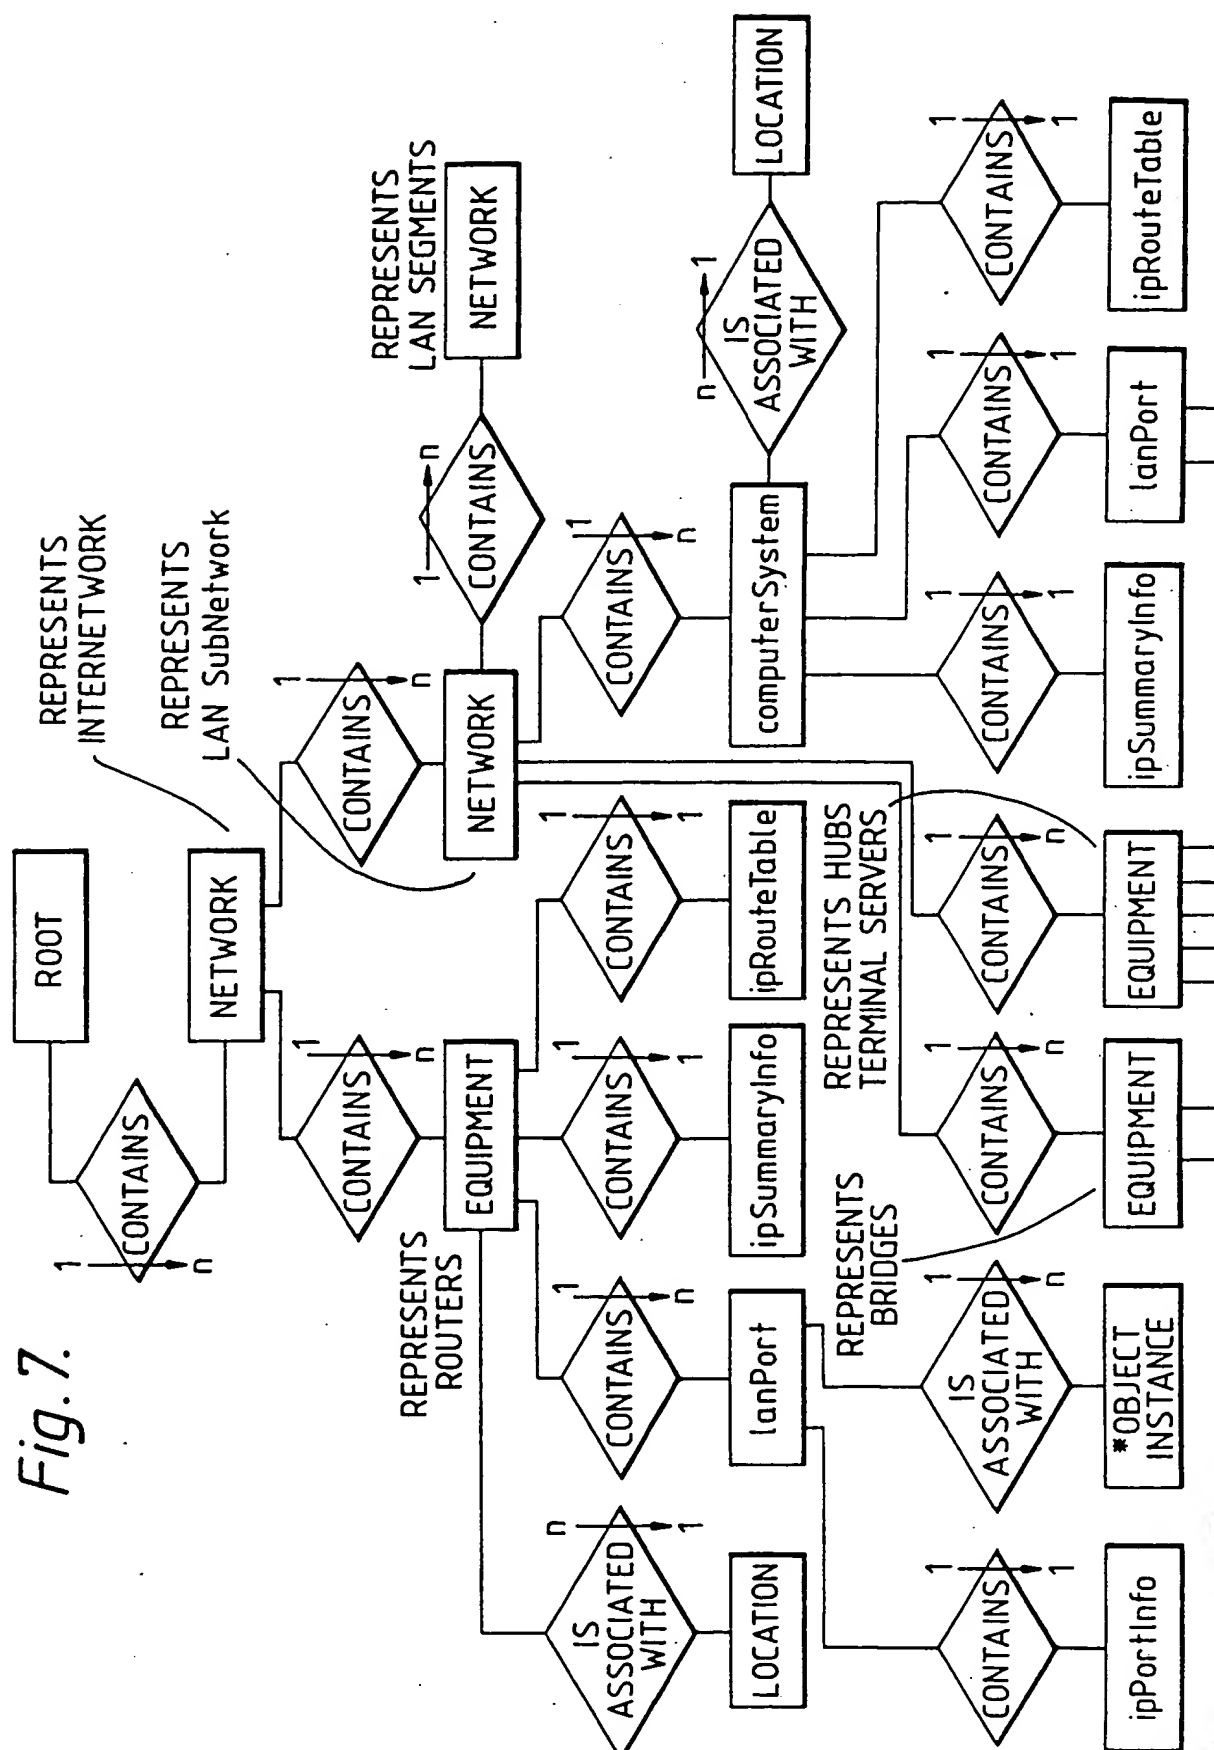 Fig. 7.
ROOT
1
CONTAINS
n
NETWORK
REPRESENTS
INTERNETWORK
REPRESENTS
LAN SubNetwork
1
CONTAINS
n
1
CONTAINS
n
REPRESENTS
ROUTERS
EQUIPMENT
NETWORK
1
CONTAINS
n
REPRESENTS
LAN SEGMENTS
NETWORK
n
IS
ASSOCIATED
WITH
1
1
CONTAINS
n
1
CONTAINS
1
1
CONTAINS
1
1
CONTAINS
n
LOCATION
lanPort
ipSummaryInfo
ipRouteTable
computerSystem
n
IS
ASSOCIATED
WITH
1
LOCATION
REPRESENTS
BRIDGES
REPRESENTS HUBS
TERMINAL SERVERS
1
CONTAINS
1
1
IS
ASSOCIATED
WITH
n
1
CONTAINS
n
1
CONTAINS
n
1
CONTAINS
1
1
CONTAINS
1
1
CONTAINS
1
ipPortInfo
*OBJECT
INSTANCE
EQUIPMENT
EQUIPMENT
ipSummaryInfo
lanPort
ipRouteTable